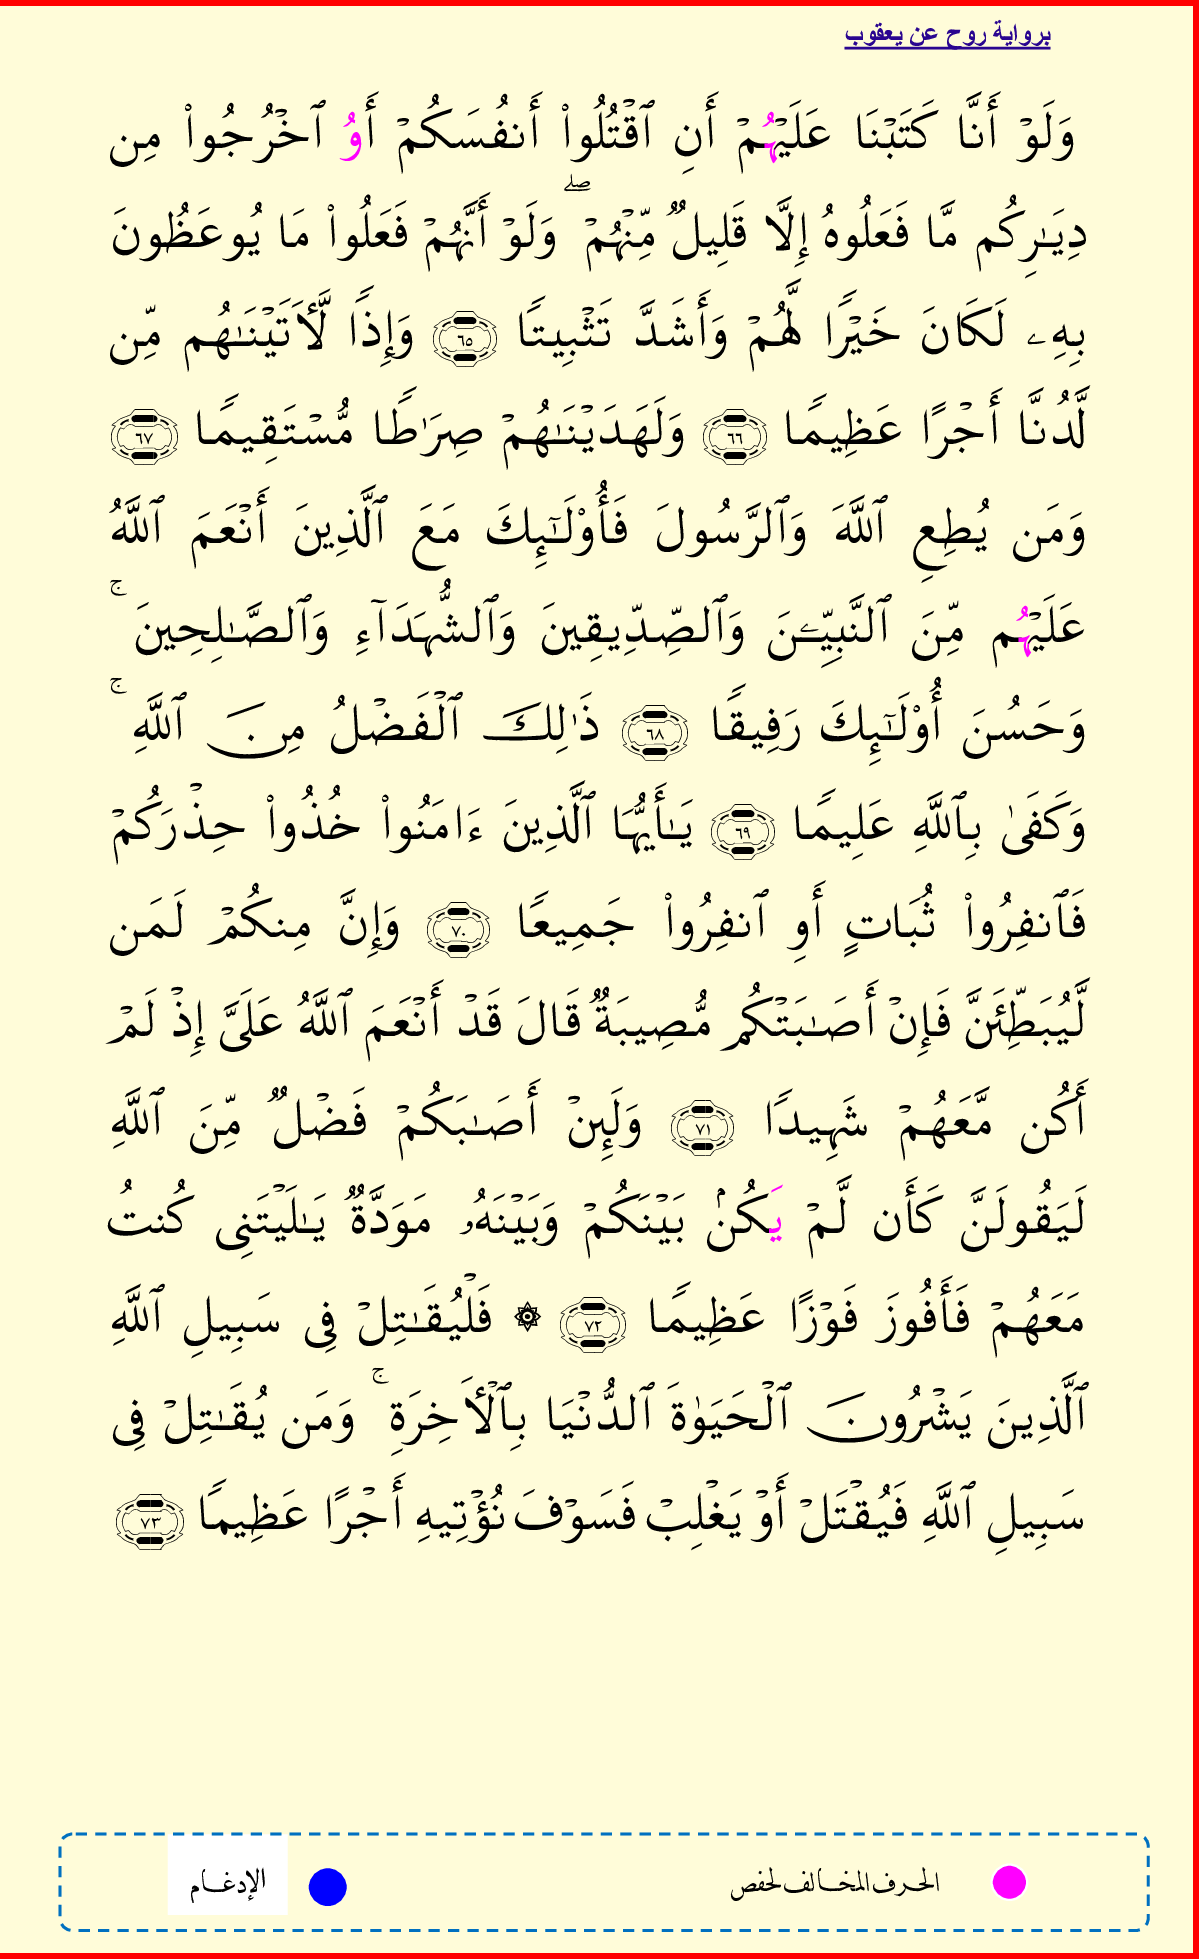 برواية روح عن يعقوب
وَلَوۡ أَنَّا كَتَبۡنَا عَلَيۡهُمۡ أَنِ ٱقۡتُلُواْ أَنفُسَكُمۡ أَوُ ٱخۡرُجُواْ مِن
دِيَٰرِكُم مَّا فَعَلُوهُ إِلَّا قَلِيلٞ مِّنۡهُمۡۖ وَلَوۡ أَنَّهُمۡ فَعَلُواْ مَا يُوعَظُونَ
بِهِۦ لَكَانَ خَيۡرٗا لَّهُمۡ وَأَشَدَّ تَثۡبِيتٗا ٦٥ وَإِذٗا لَّأٓتَيۡنَٰهُم مِّن
لَّدُنَّا أَجۡرًا عَظِيمٗا ٦٦ وَلَهَدَيۡنَٰهُمۡ صِرَٰطٗا مُّسۡتَقِيمٗا ٦٧
وَمَن يُطِعِ ٱللَّهَ وَٱلرَّسُولَ فَأُوْلَٰٓئِكَ مَعَ ٱلَّذِينَ أَنۡعَمَ ٱللَّهُ
عَلَيۡهُم مِّنَ ٱلنَّبِيِّـۧنَ وَٱلصِّدِّيقِينَ وَٱلشُّهَدَآءِ وَٱلصَّٰلِحِينَۚ
وَحَسُنَ أُوْلَٰٓئِكَ رَفِيقٗا ٦٨ ذَٰلِكَ ٱلۡفَضۡلُ مِنَ ٱللَّهِۚ
وَكَفَىٰ بِٱللَّهِ عَلِيمٗا ٦٩ يَٰٓأَيُّهَا ٱلَّذِينَ ءَامَنُواْ خُذُواْ حِذۡرَكُمۡ
فَٱنفِرُواْ ثُبَاتٍ أَوِ ٱنفِرُواْ جَمِيعٗا ٧٠ وَإِنَّ مِنكُمۡ لَمَن
لَّيُبَطِّئَنَّ فَإِنۡ أَصَٰبَتۡكُم مُّصِيبَةٞ قَالَ قَدۡ أَنۡعَمَ ٱللَّهُ عَلَيَّ إِذۡ لَمۡ
أَكُن مَّعَهُمۡ شَهِيدٗا ٧١ وَلَئِنۡ أَصَٰبَكُمۡ فَضۡلٞ مِّنَ ٱللَّهِ
لَيَقُولَنَّ كَأَن لَّمۡ يَكُنۢ بَيۡنَكُمۡ وَبَيۡنَهُۥ مَوَدَّةٞ يَٰلَيۡتَنِي كُنتُ
مَعَهُمۡ فَأَفُوزَ فَوۡزًا عَظِيمٗا ٧٢ ۞ فَلۡيُقَٰتِلۡ فِي سَبِيلِ ٱللَّهِ
ٱلَّذِينَ يَشۡرُونَ ٱلۡحَيَوٰةَ ٱلدُّنۡيَا بِٱلۡأٓخِرَةِۚ وَمَن يُقَٰتِلۡ فِي
سَبِيلِ ٱللَّهِ فَيُقۡتَلۡ أَوۡ يَغۡلِبۡ فَسَوۡفَ نُؤۡتِيهِ أَجۡرًا عَظِيمٗا ٧٣
الحرف المخالف لحفص
الإدغام